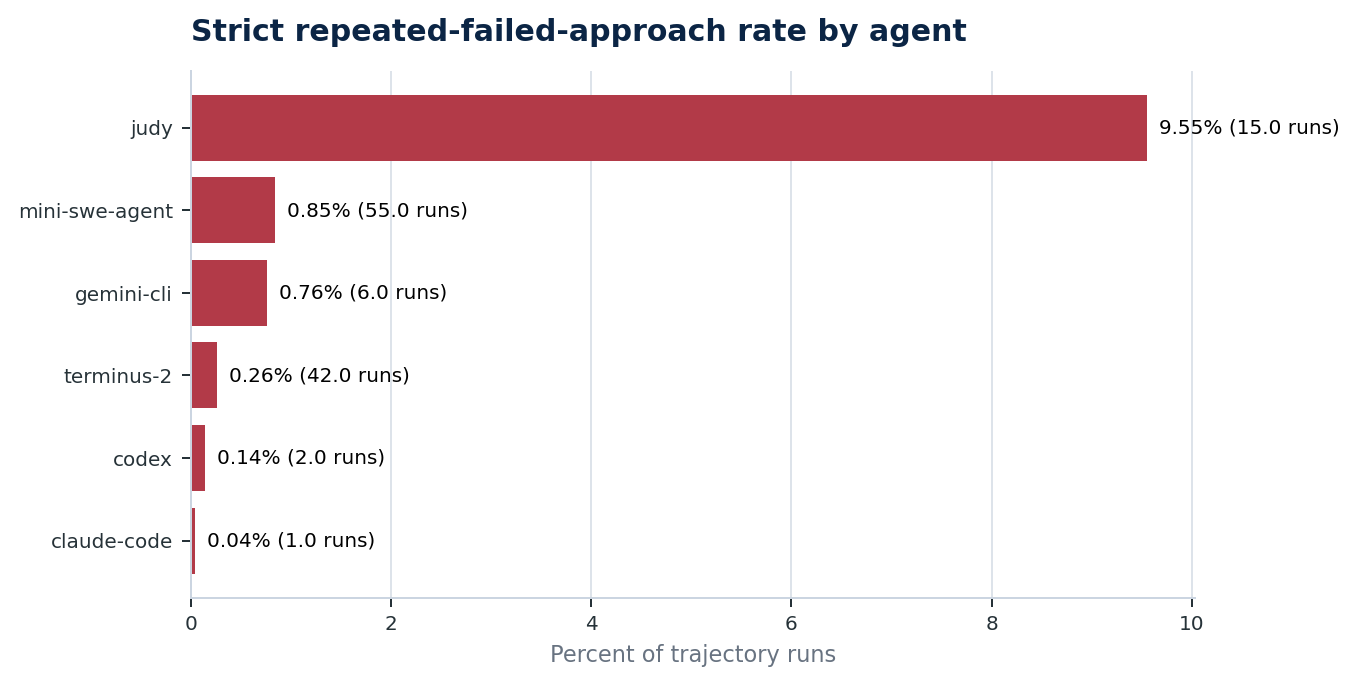 Strict repeated-failed-approach rate by agent
judy 9.55% (15.0 runs)
mini-swe-agent 0.85% (55.0 runs)
gemini-cli 0.76% (6.0 runs)
terminus-2 0.26% (42.0 runs)
codex 0.14% (2.0 runs)
claude-code 0.04% (1.0 runs)
0 2 4 6 8 10
Percent of trajectory runs